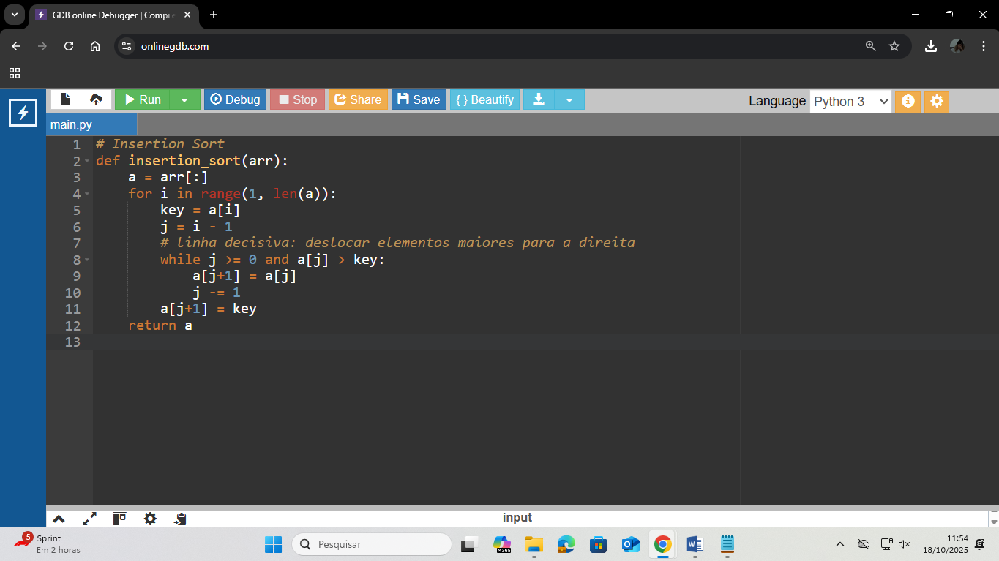 GDB online Debugger | Compile
onlinegdb.com
Run
Debug
Stop
Share
Save
{ } Beautify
Language Python 3
main.py
1 # Insertion Sort
2 def insertion_sort(arr):
3 a = arr[:]
4 for i in range(1, len(a)):
5 key = a[i]
6 j = i - 1
7 # linha decisiva: deslocar elementos maiores para a direita
8 while j >= 0 and a[j] > key:
9 a[j+1] = a[j]
10 j -= 1
11 a[j+1] = key
12 return a
13
input
5
Sprint
Em 2 horas
Pesquisar
M365
11:54
18/10/2025